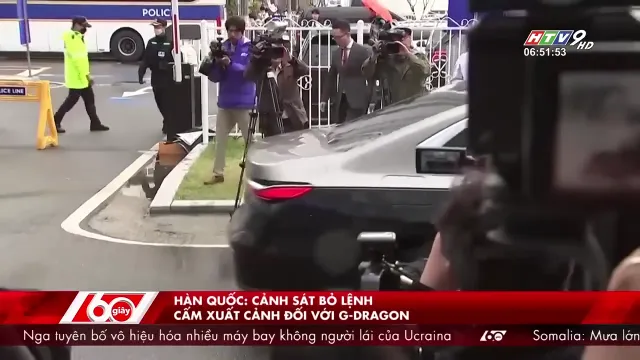 POLICE
HTV9 HD
06:51:53
ICE LINE
HÀN QUỐC: CẢNH SÁT BỎ LỆNH
CẤM XUẤT CẢNH ĐỐI VỚI G-DRAGON
60 giây
Nga tuyên bố vô hiệu hóa nhiều máy bay không người lái của Ucraina
60
Somalia: Mưa lớn